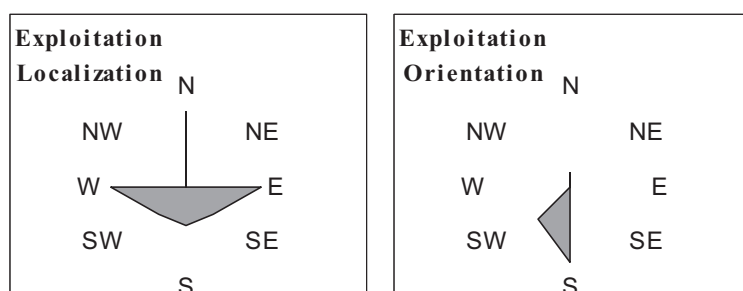 Exploitation
Localization
N
NW NE
W E
SW SE
S
Exploitation
Orientation
N
NW NE
W E
SW SE
S